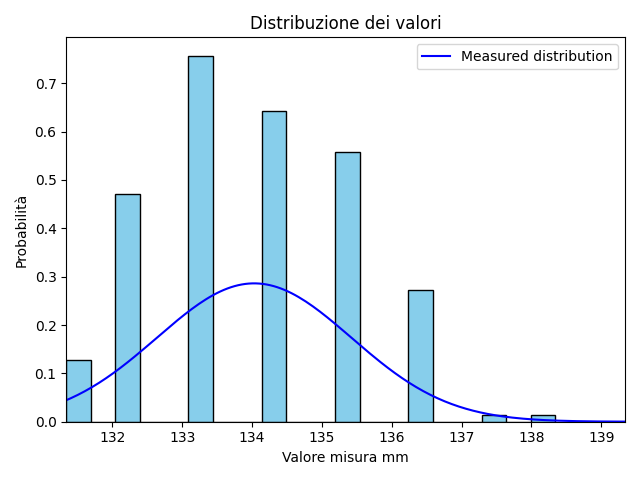 Distribuzione dei valori
Measured distribution
0.7
0.6
0.5
0.4
0.3
0.2
0.1
0.0
Probabilità
132 133 134 135 136 137 138 139
Valore misura mm